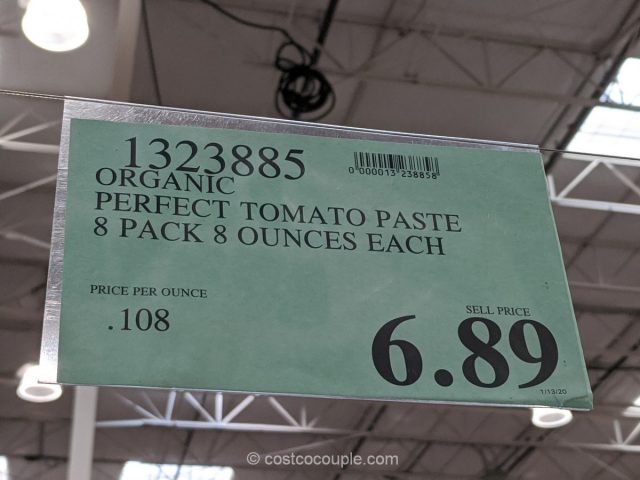 1323885
0 000013 238858
ORGANIC
PERFECT TOMATO PASTE
8 PACK 8 OUNCES EACH
PRICE PER OUNCE
.108
SELL PRICE
6.89
1/13/20
© costcocouple.com